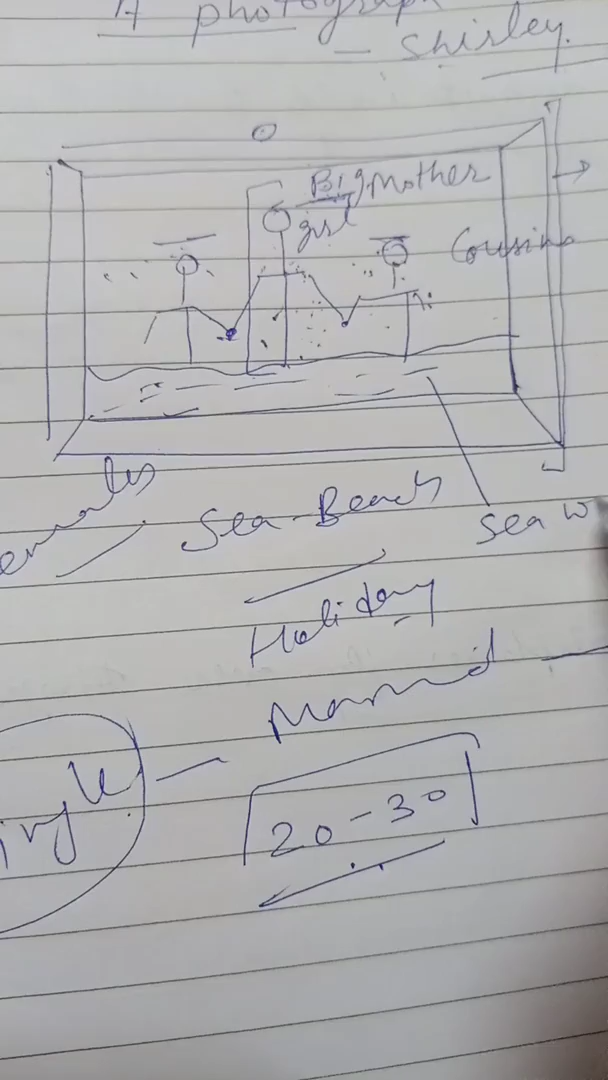 A photograph
- Shirley.
Big Mother
girl
Cousins
Sea-Beach
Sea w
Holiday
Married
20-30